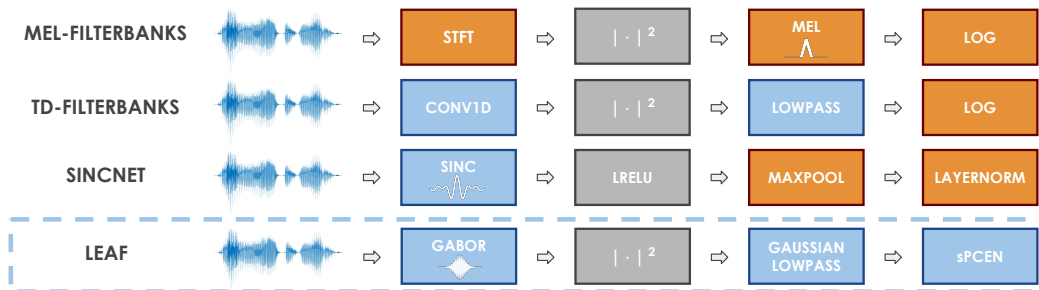 MEL-FILTERBANKS STFT | · | ² MEL LOG
TD-FILTERBANKS CONV1D | · | ² LOWPASS LOG
SINCNET SINC LRELU MAXPOOL LAYERNORM
LEAF GABOR | · | ² GAUSSIAN LOWPASS sPCEN